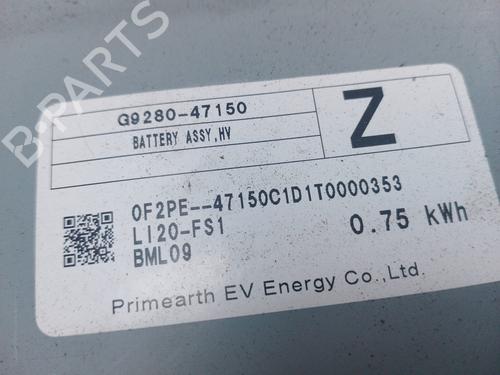 B-PARTS
G9280-47150
BATTERY ASSY,HV
Z
0F2PE--47150C1D1T0000353
LI20-FS1
0.75 kWh
BML09
Primearth EV Energy Co.,Ltd.